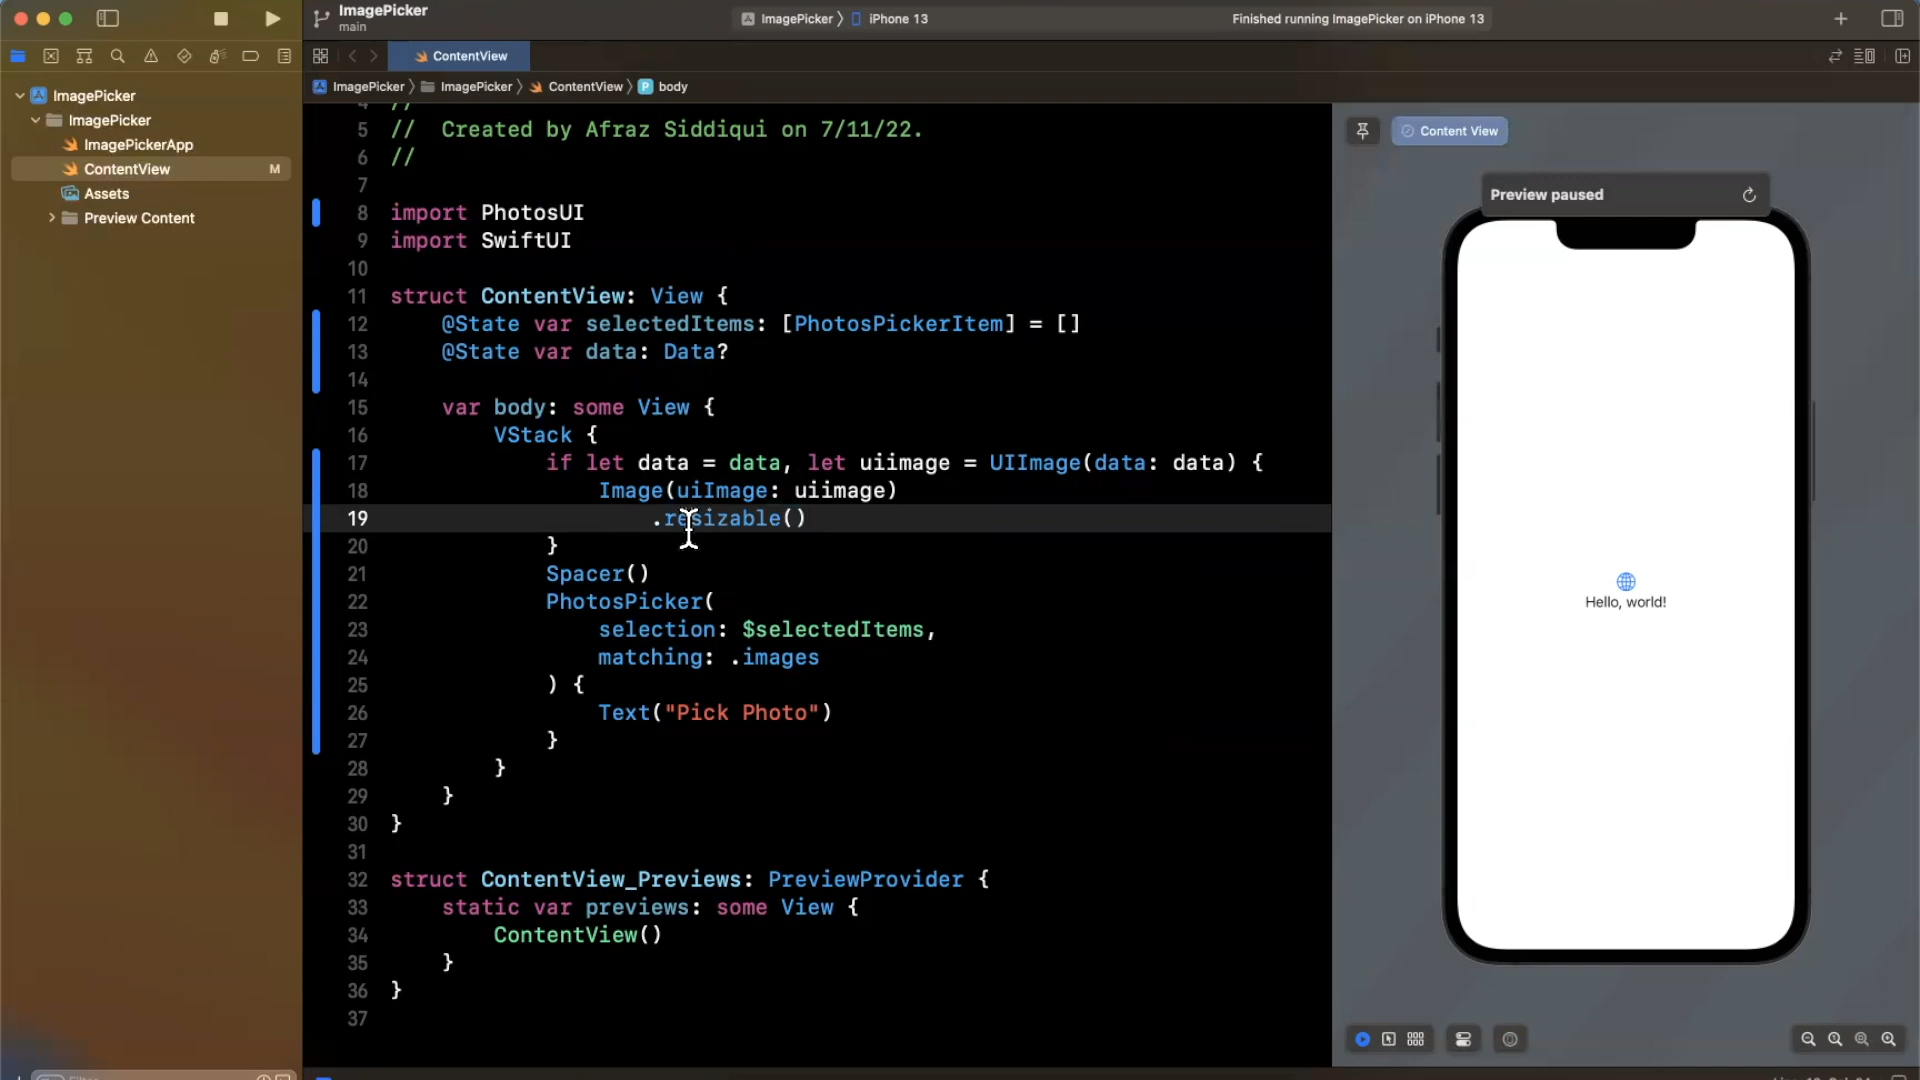 ImagePicker
main
ImagePicker
iPhone 13
Finished running ImagePicker on iPhone 13
ContentView
ImagePicker
ImagePicker
ContentView
body
ImagePicker
ImagePicker
ImagePickerApp
ContentView
M
Assets
Preview Content
4 //
5 //  Created by Afraz Siddiqui on 7/11/22.
6 //
7
8 import PhotosUI
9 import SwiftUI
10
11 struct ContentView: View {
12     @State var selectedItems: [PhotosPickerItem] = []
13     @State var data: Data?
14
15     var body: some View {
16         VStack {
17             if let data = data, let uiimage = UIImage(data: data) {
18                 Image(uiImage: uiimage)
19                     .resizable()
20             }
21             Spacer()
22             PhotosPicker(
23                 selection: $selectedItems,
24                 matching: .images
25             ) {
26                 Text("Pick Photo")
27             }
28         }
29     }
30 }
31
32 struct ContentView_Previews: PreviewProvider {
33     static var previews: some View {
34         ContentView()
35     }
36 }
37
Content View
Preview paused
Hello, world!